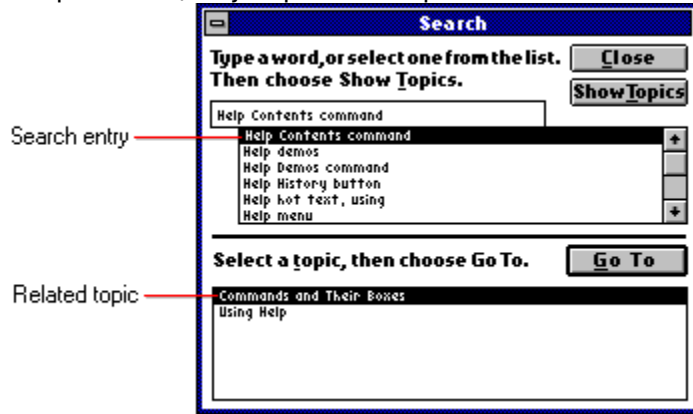 Search
Type a word, or select one from the list.
Then choose Show Topics.
Close
Show Topics
Help Contents command
Search entry
Help Contents command
Help demos
Help Demos command
Help History button
Help hot text, using
Help menu
Select a topic, then choose Go To.
Go To
Related topic
Commands and Their Boxes
Using Help